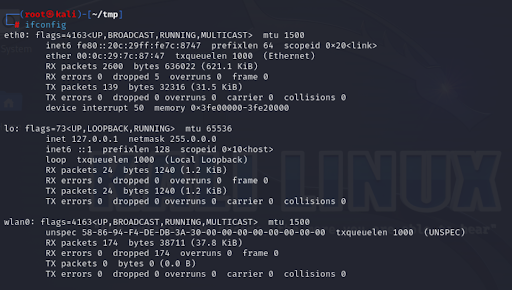 (root㉿kali)-[~/tmp]
# ifconfig
eth0: flags=4163<UP,BROADCAST,RUNNING,MULTICAST>  mtu 1500
inet6 fe80::20c:29ff:fe7c:8747  prefixlen 64  scopeid 0×20<link>
ether 00:0c:29:7c:87:47  txqueuelen 1000  (Ethernet)
RX packets 2600  bytes 636022 (621.1 KiB)
RX errors 0  dropped 5  overruns 0  frame 0
TX packets 139  bytes 32316 (31.5 KiB)
TX errors 0  dropped 0 overruns 0  carrier 0  collisions 0
device interrupt 50  memory 0×3fe00000-3fe20000
lo: flags=73<UP,LOOPBACK,RUNNING>  mtu 65536
inet 127.0.0.1  netmask 255.0.0.0
inet6 ::1  prefixlen 128  scopeid 0×10<host>
loop  txqueuelen 1000  (Local Loopback)
RX packets 24  bytes 1240 (1.2 KiB)
RX errors 0  dropped 0  overruns 0  frame 0
TX packets 24  bytes 1240 (1.2 KiB)
TX errors 0  dropped 0 overruns 0  carrier 0  collisions 0
wlan0: flags=4163<UP,BROADCAST,RUNNING,MULTICAST>  mtu 1500
unspec 58-86-94-F4-DE-DB-3A-30-00-00-00-00-00-00-00-00  txqueuelen 1000  (UNSPEC)
RX packets 174  bytes 38711 (37.8 KiB)
RX errors 0  dropped 174  overruns 0  frame 0
TX packets 0  bytes 0 (0.0 B)
TX errors 0  dropped 0 overruns 0  carrier 0  collisions 0
LINUX